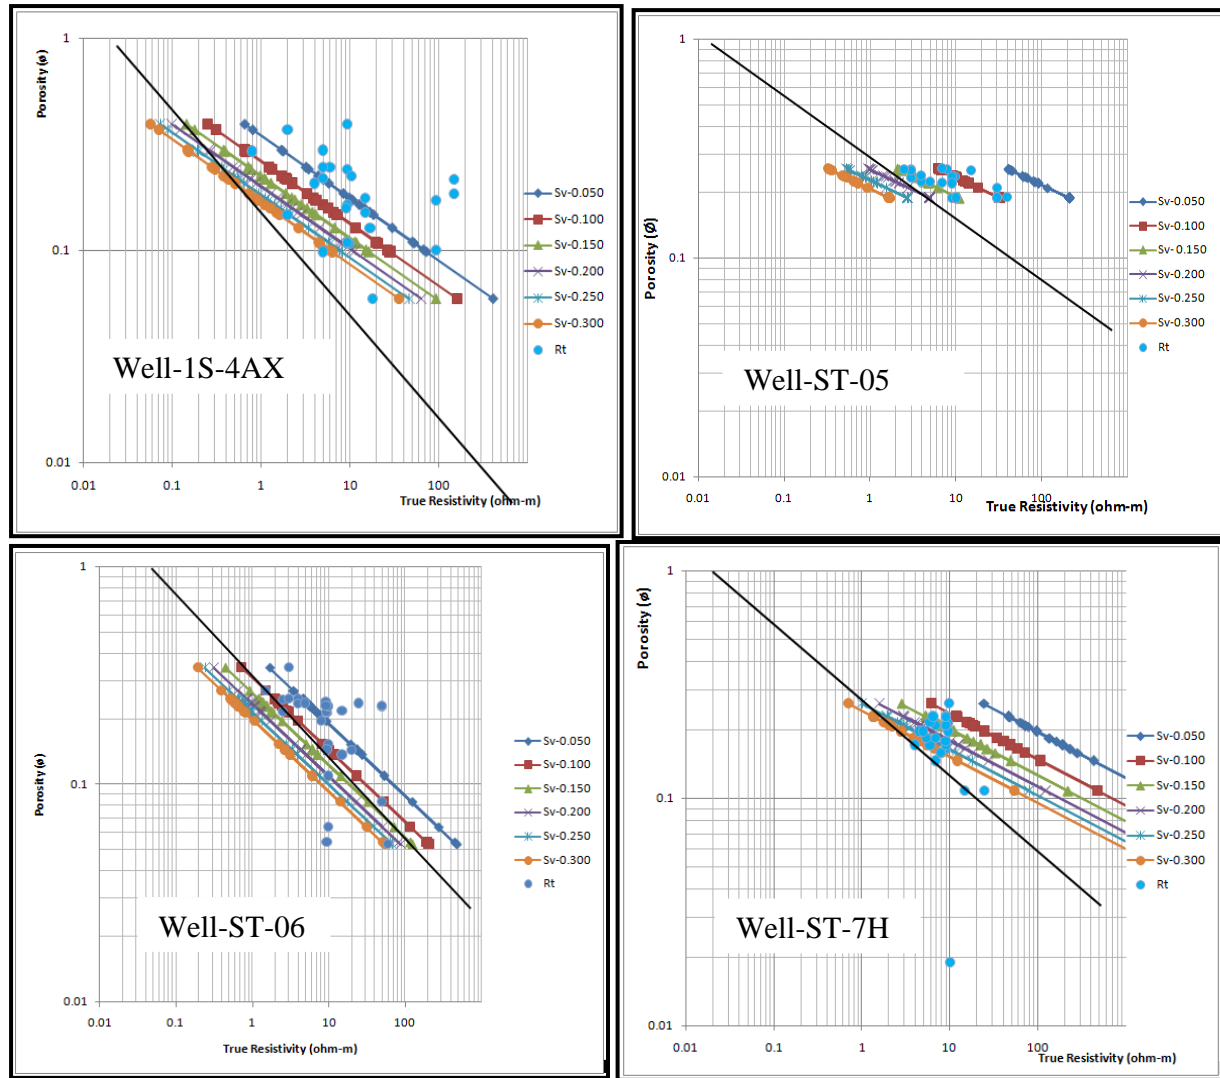 1
Porosity (ø)
0.1
0.01
0.01
0.1
1
10
100
True Resistivity (ohm-m)
Sv-0.050
Sv-0.100
Sv-0.150
Sv-0.200
Sv-0.250
Sv-0.300
Rt
Well-1S-4AX
1
Porosity (Ø)
0.1
0.01
0.01
0.1
1
10
100
True Resistivity (ohm-m)
Sv-0.050
Sv-0.100
Sv- 0.150
Sv-0.200
Sv-0.250
Sv-0.300
Rt
Well-ST-05
1
Porosity (ø)
0.1
0.01
0.01
0.1
1
10
100
True Resistivity (ohm-m)
Sv-0.050
Sv-0.100
Sv-0.150
Sv-0.200
Sv-0.250
Sv-0.300
Rt
Well-ST-06
1
Porosity (ø)
0.1
0.01
0.01
0.1
1
10
100
True Resistivity (ohm-m)
Sv-0.050
Sv-0.100
Sv-0.150
Sv-0.200
Sv-0.250
Sv-0.300
Rt
Well-ST-7H